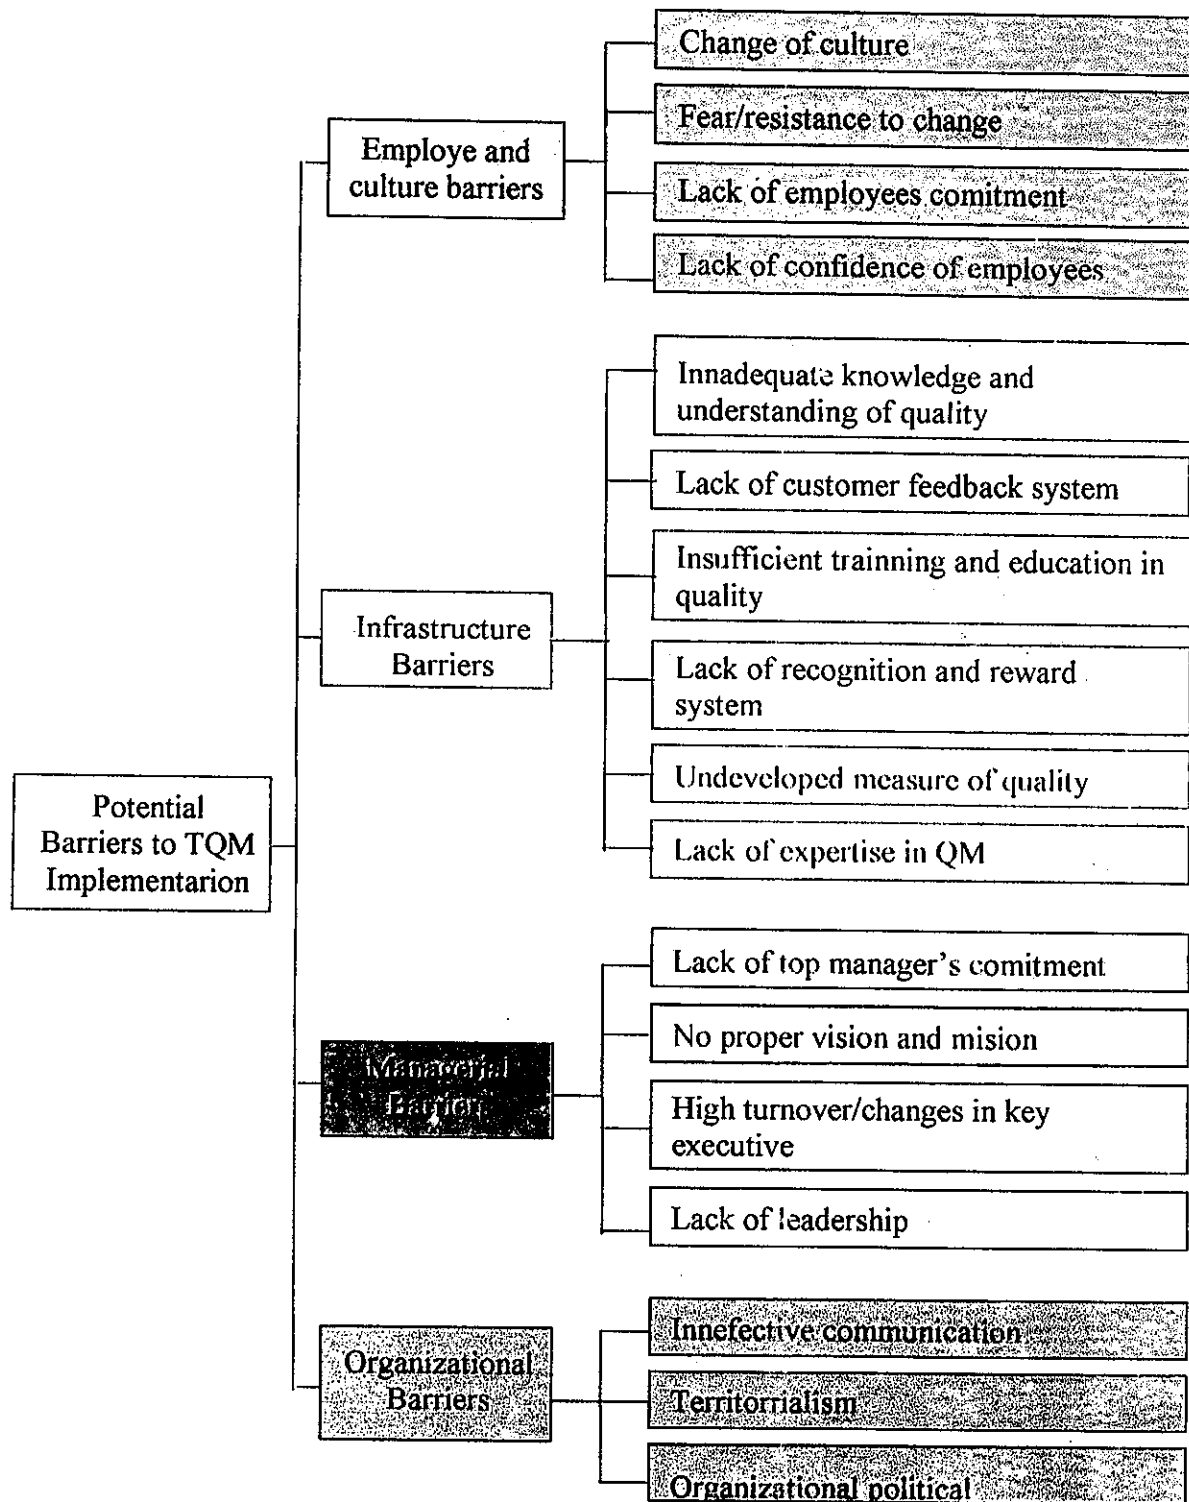 Change of culture
Fear/resistance to change
Employe and
culture barriers
Lack of employees comitment
Lack of confidence of employees
Innadequate knowledge and
understanding of quality
Lack of customer feedback system
Insufficient trainning and education in
quality
Infrastructure
Barriers
Lack of recognition and reward
system
Undeveloped measure of quality
Lack of expertise in QM
Potential
Barriers to TQM
Implementarion
Lack of top manager's comitment
No proper vision and mision
Managerial
Barriers
High turnover/changes in key
executive
Lack of leadership
Innefective communication
Organizational
Barriers
Territorrialism
Organizational political